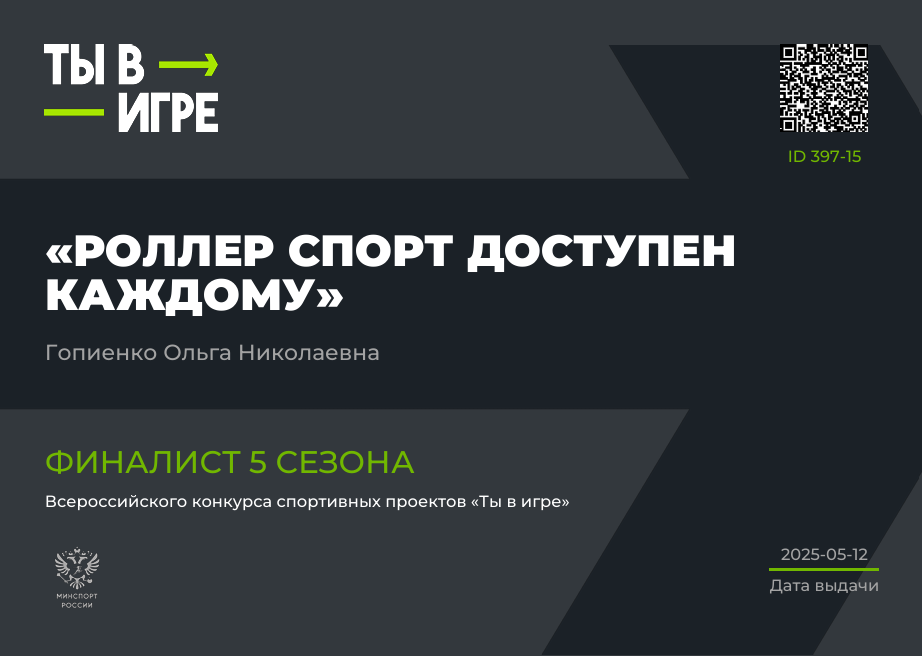 ТЫ В
ИГРЕ
ID 397-15
«РОЛЛЕР СПОРТ ДОСТУПЕН
КАЖДОМУ»
Гопиенко Ольга Николаевна
ФИНАЛИСТ 5 СЕЗОНА
Всероссийского конкурса спортивных проектов «Ты в игре»
МИНСПОРТ
РОССИИ
2025-05-12
Дата выдачи